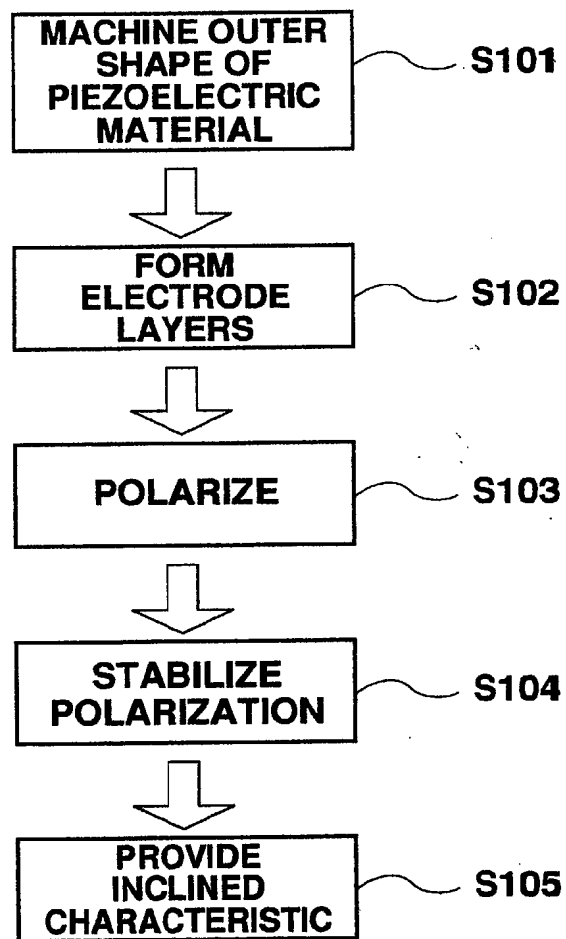 MACHINE OUTER
SHAPE OF
PIEZOELECTRIC
MATERIAL
S101
FORM
ELECTRODE
LAYERS
S102
POLARIZE
S103
STABILIZE
POLARIZATION
S104
PROVIDE
INCLINED
CHARACTERISTIC
S105